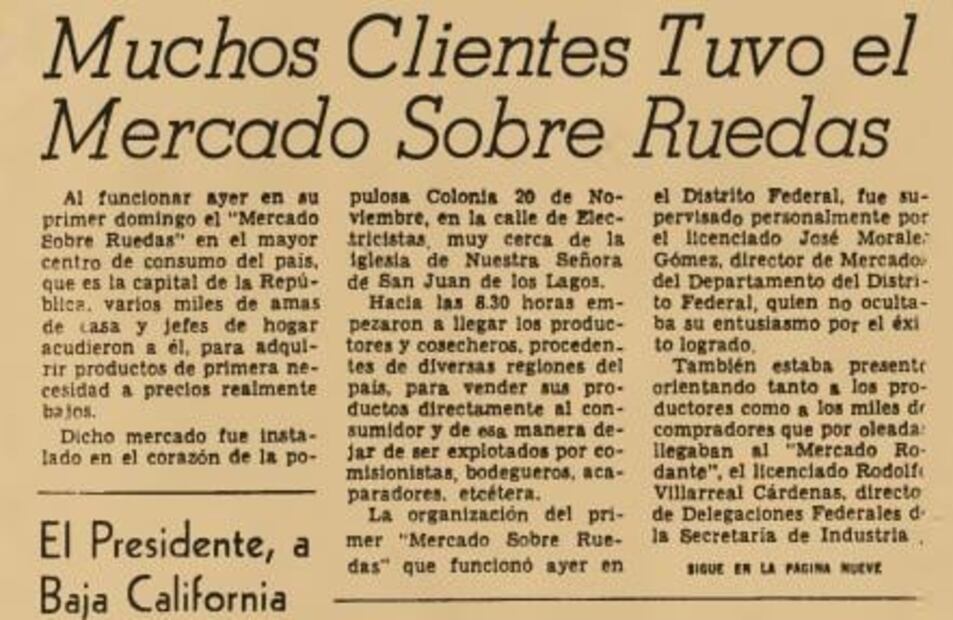 Muchos Clientes Tuvo el
Mercado Sobre Ruedas
Al funcionar ayer en su
primer domingo el "Mercado
Sobre Ruedas" en el mayor
centro de consumo del país,
que es la capital de la Repú-
blica, varios miles de amas
de casa y jefes de hogar
acudieron a él, para adqui-
rir productos de primera ne-
cesidad a precios realmente
bajos.
Dicho mercado fue insta-
lado en el corazón de la po-
pulosa Colonia 20 de No-
viembre, en la calle de Elec-
tricistas, muy cerca de la
iglesia de Nuestra Señora
de San Juan de los Lagos.
Hacia las 8.30 horas em-
pezaron a llegar los produc-
tores y cosecheros, proceden-
tes de diversas regiones del
país, para vender sus pro-
ductos directamente al con-
sumidor y de esa manera de-
jar de ser explotados por co-
misionistas, bodegueros, aca-
paradores, etcétera.
La organización del pri-
mer "Mercado Sobre Rue-
das" que funcionó ayer en
el Distrito Federal, fue su-
pervisado personalmente por
el licenciado José Morales
Gómez, director de Mercados
del Departamento del Distri-
to Federal, quien no oculta-
ba su entusiasmo por el éxi
to logrado.
También estaba presente
orientando tanto a los pro-
ductores como a los miles de
compradores que por oleadas
llegaban al "Mercado Ro-
dante", el licenciado Rodolfo
Villarreal Cárdenas, directo
de Delegaciones Federales de
la Secretaría de Industria
SIGUE EN LA PAGINA NUEVE
El Presidente, a
Baja California